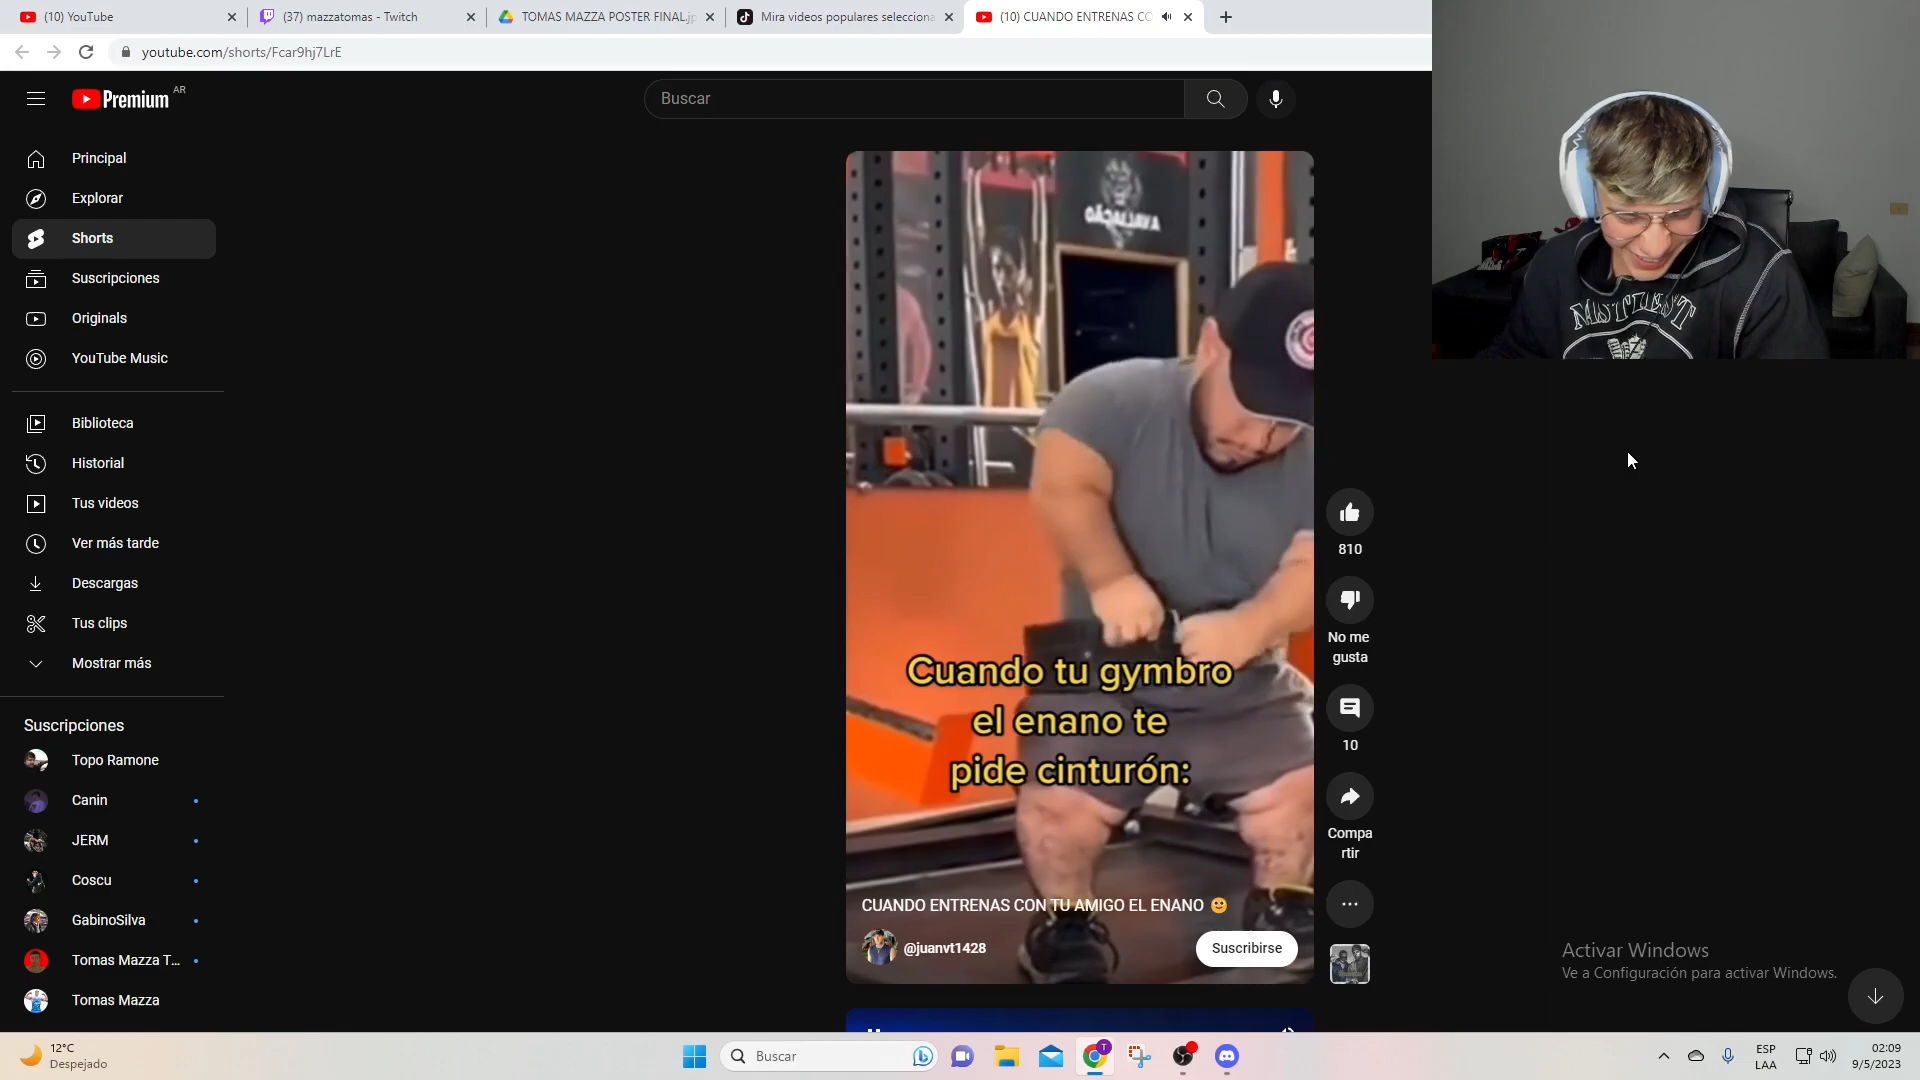 (10) YouTube
(37) mazzatomas - Twitch
TOMAS MAZZA POSTER FINAL.jp
Mira videos populares selecciona
(10) CUANDO ENTRENAS CO
youtube.com/shorts/Fcar9hj7LrE
Premium AR
Buscar
Principal
Explorar
Shorts
Suscripciones
Originals
YouTube Music
Biblioteca
Historial
Tus videos
Ver más tarde
Descargas
Tus clips
Mostrar más
Suscripciones
Topo Ramone
Canin
JERM
Coscu
GabinoSilva
Tomas Mazza T...
Tomas Mazza
AVALIAÇÃO
Cuando tu gymbro
el enano te
pide cinturón:
CUANDO ENTRENAS CON TU AMIGO EL ENANO 🙂
@juanvt1428
Suscribirse
810
No me
gusta
10
Compa
rtir
Activar Windows
Ve a Configuración para activar Windows.
12°C
Despejado
Buscar
ESP
LAA
02:09
9/5/2023